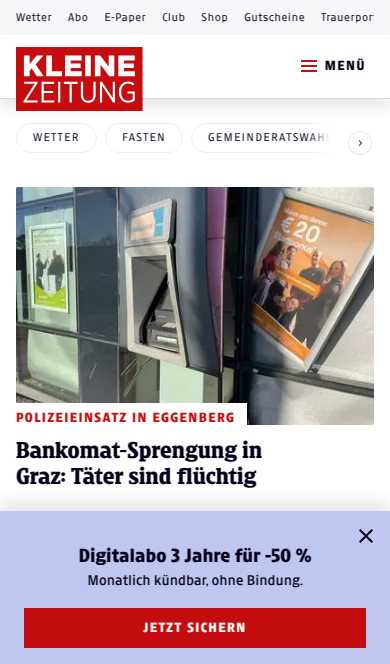 Wetter Abo E-Paper Club Shop Gutscheine Trauerport
KLEINE
ZEITUNG
MENÜ
WETTER FASTEN GEMEINDERATSWAH
€20
POLIZEIEINSATZ IN EGGENBERG
Bankomat-Sprengung in
Graz: Täter sind flüchtig
Digitalabo 3 Jahre für -50 %
Monatlich kündbar, ohne Bindung.
JETZT SICHERN